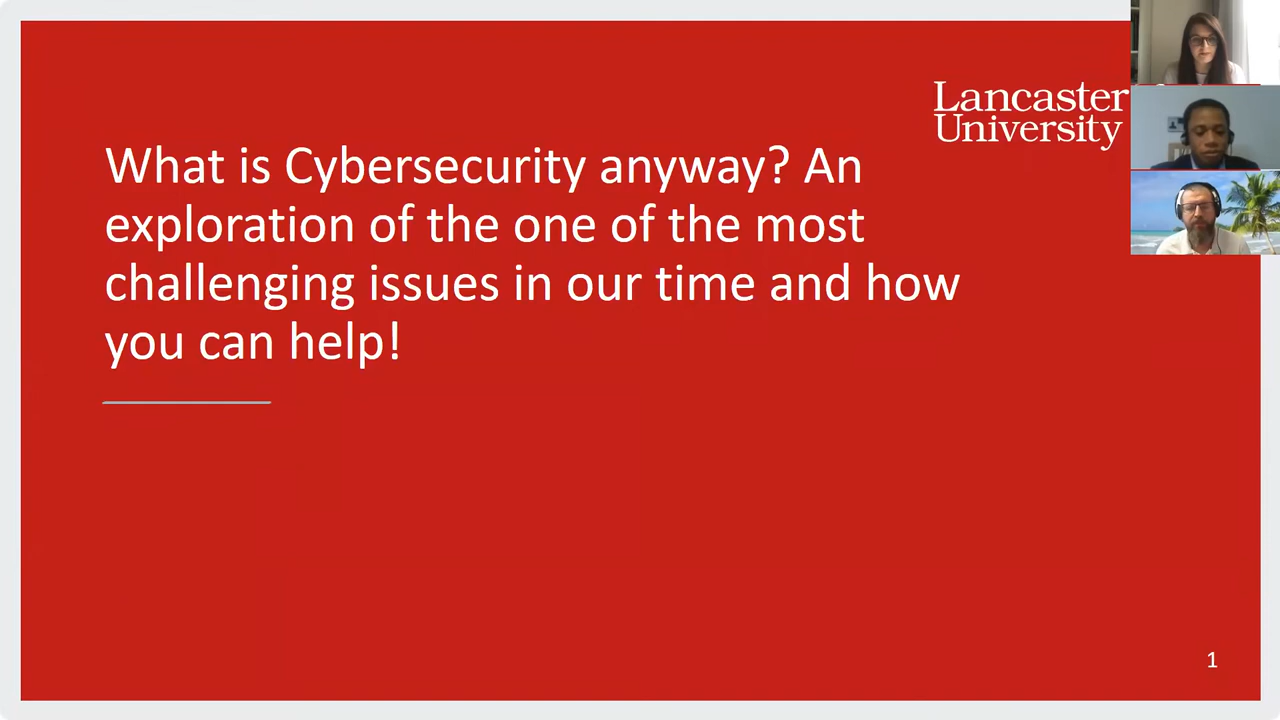 Lancaster
University
What is Cybersecurity anyway? An
exploration of the one of the most
challenging issues in our time and how
you can help!
1